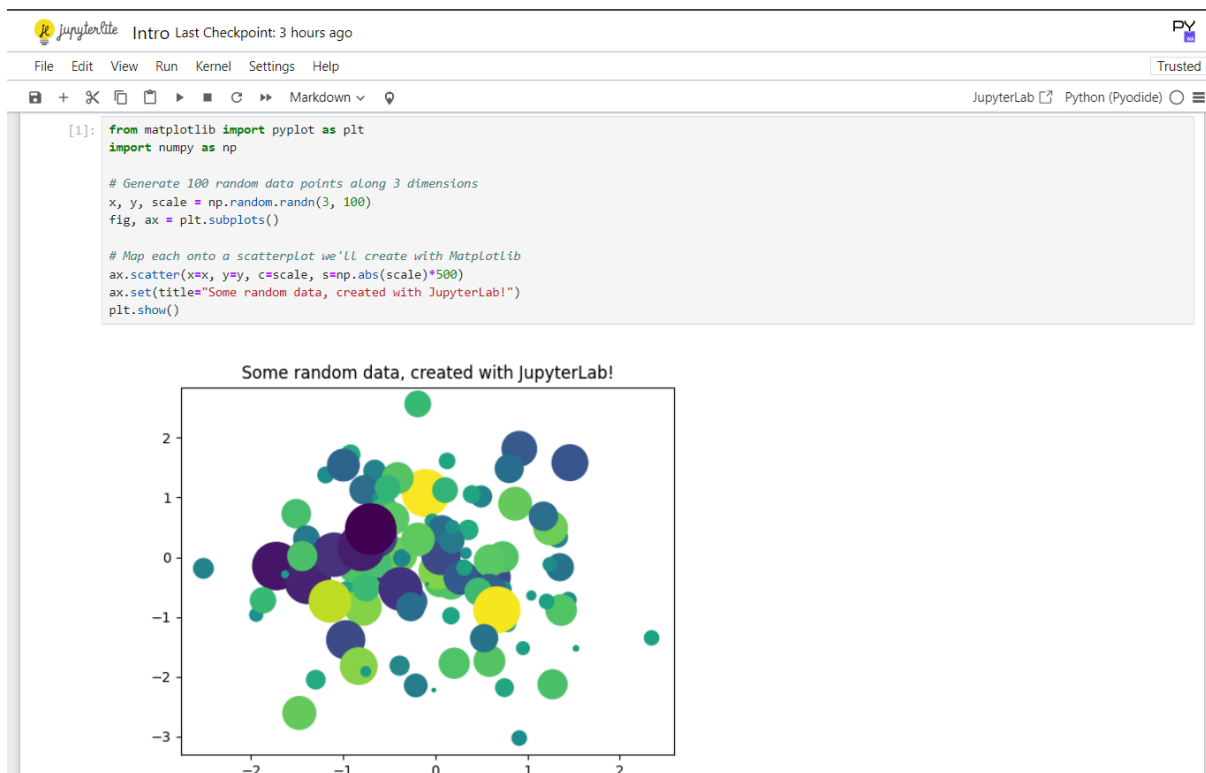 jupyterlite Intro Last Checkpoint: 3 hours ago
PY
File Edit View Run Kernel Settings Help
Trusted
Markdown
JupyterLab Python (Pyodide)
[1]: from matplotlib import pyplot as plt
import numpy as np
# Generate 100 random data points along 3 dimensions
x, y, scale = np.random.randn(3, 100)
fig, ax = plt.subplots()
# Map each onto a scatterplot we'll create with Matplotlib
ax.scatter(x=x, y=y, c=scale, s=np.abs(scale)*500)
ax.set(title="Some random data, created with JupyterLab!")
plt.show()
Some random data, created with JupyterLab!
2
1
0
−1
−2
−3
−2 −1 0 1 2